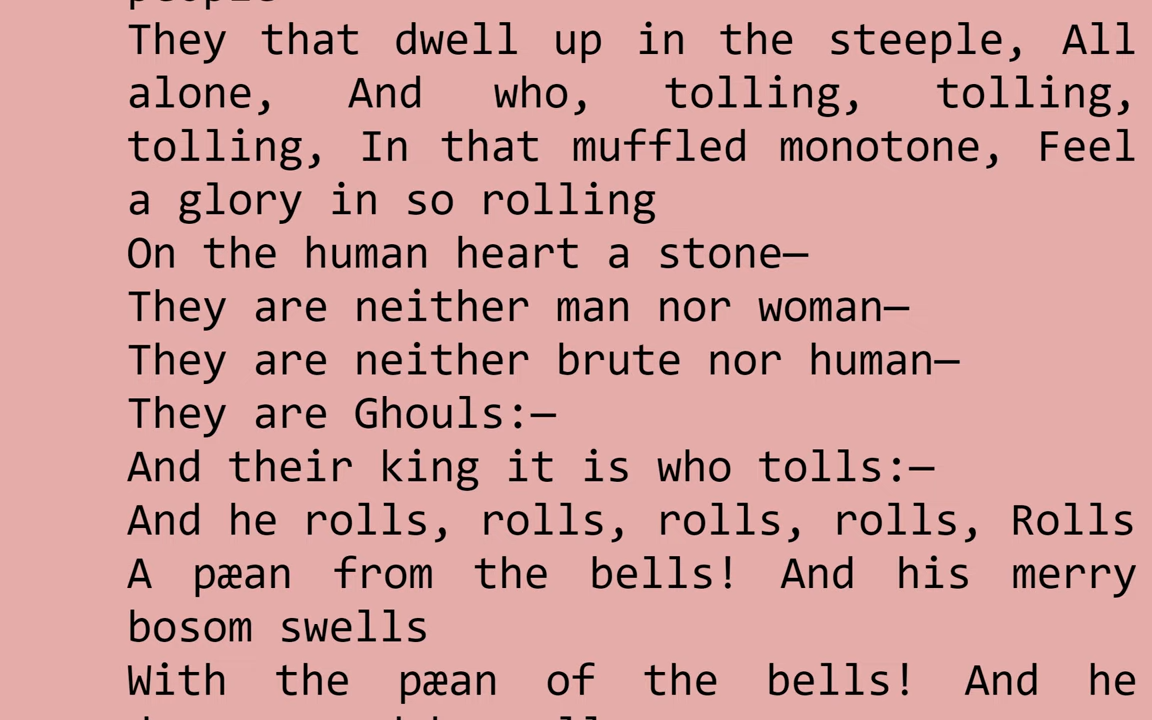 people
They that dwell up in the steeple, All
alone, And who, tolling, tolling,
tolling, In that muffled monotone, Feel
a glory in so rolling
On the human heart a stone—
They are neither man nor woman—
They are neither brute nor human—
They are Ghouls:—
And their king it is who tolls:—
And he rolls, rolls, rolls, rolls, Rolls
A pæan from the bells! And his merry
bosom swells
With the pæan of the bells! And he